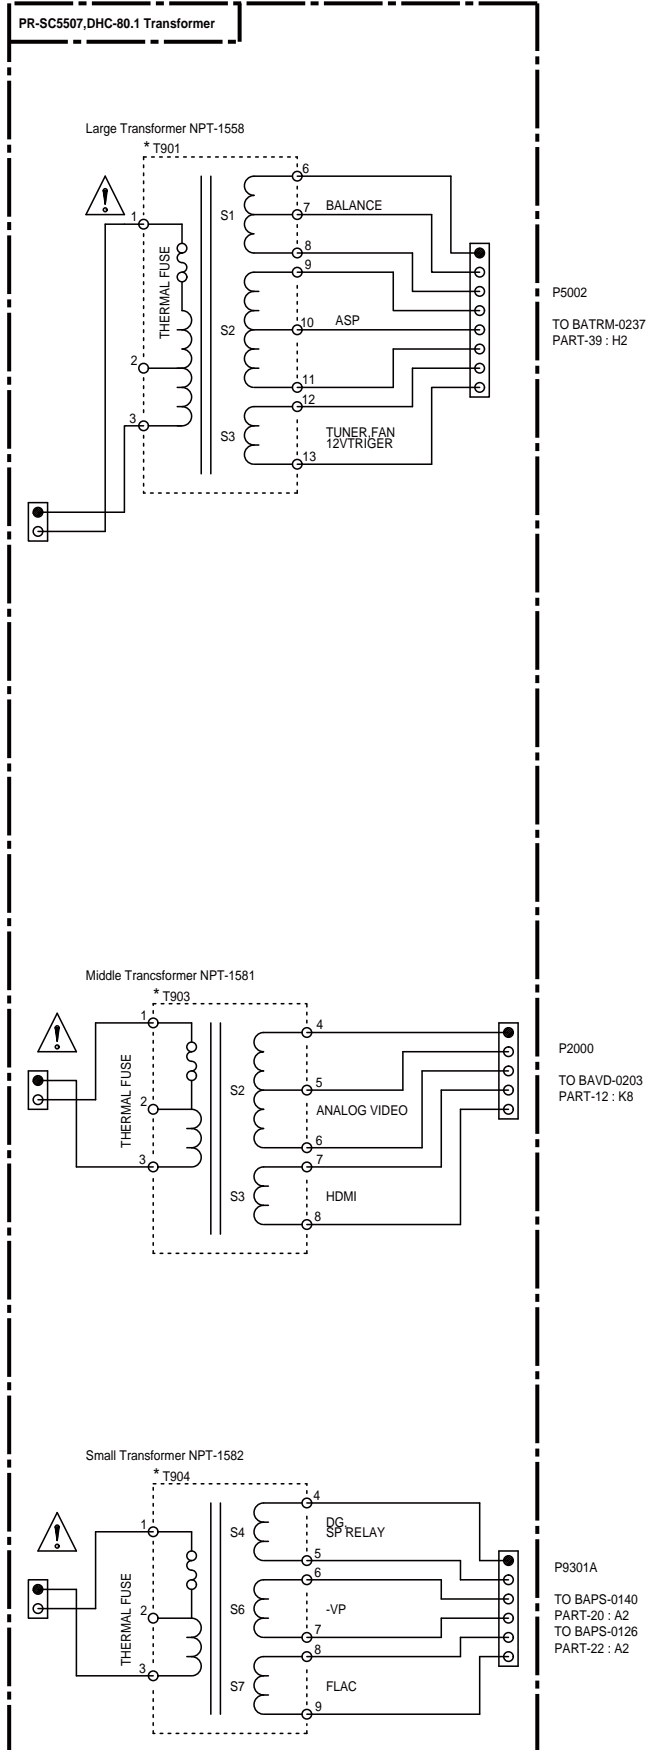 PR-SC5507,DHC-80.1 Transformer
Large Transformer NPT-1558
* T901
!
1
2
3
THERMAL FUSE
S1
S2
S3
6
7 BALANCE
8
9
10 ASP
11
12
TUNER,FAN
12VTRIGER
13
P5002
TO BATRM-0237
PART-39 : H2
Middle Trancsformer NPT-1581
* T903
!
1
2
3
THERMAL FUSE
S2
S3
4
5
ANALOG VIDEO
6
7
HDMI
8
P2000
TO BAVD-0203
PART-12 : K8
Small Transformer NPT-1582
* T904
!
1
2
3
THERMAL FUSE
S4
S6
S7
4
DG,
SP RELAY
5
6
-VP
7
8
FLAC
9
P9301A
TO BAPS-0140
PART-20 : A2
TO BAPS-0126
PART-22 : A2